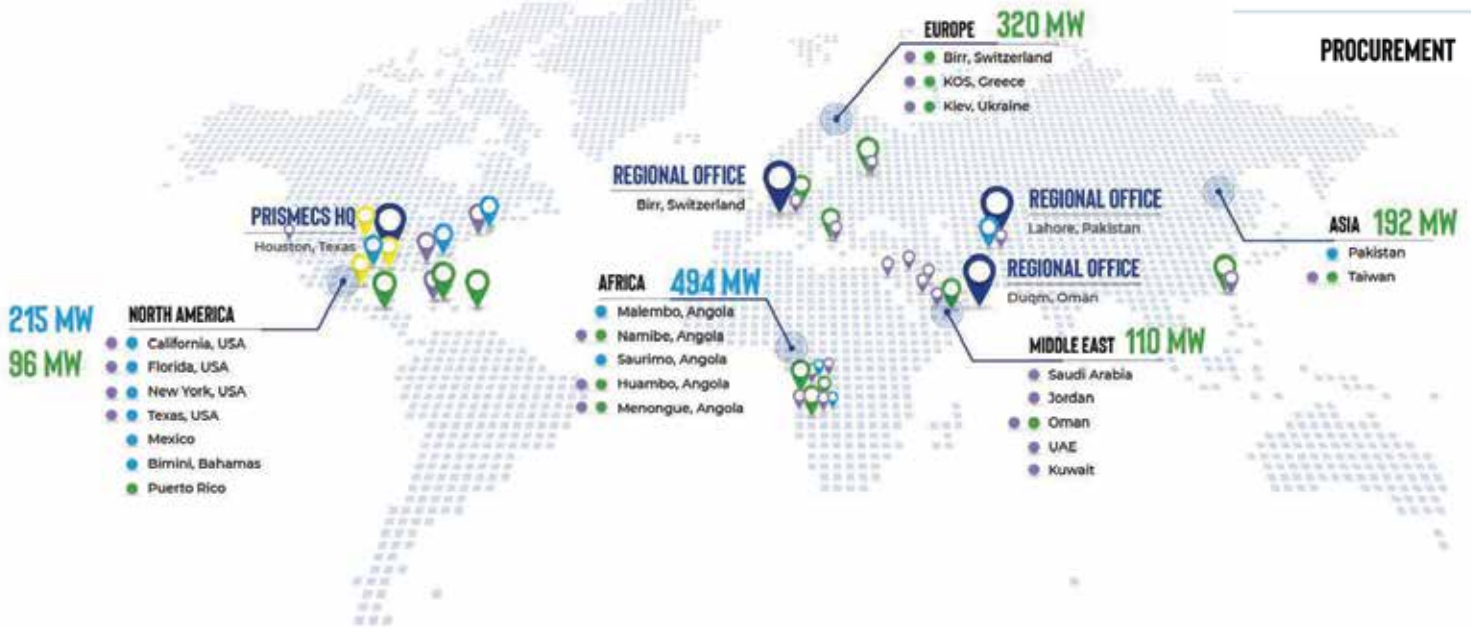 PROCUREMENT
EUROPE 320 MW
Birr, Switzerland
KOS, Greece
Kiev, Ukraine
REGIONAL OFFICE
Birr, Switzerland
REGIONAL OFFICE
Lahore, Pakistan
REGIONAL OFFICE
Duqm, Oman
PRISMECS HQ
Houston, Texas
ASIA 192 MW
Pakistan
Taiwan
AFRICA 494 MW
Malembo, Angola
Namibe, Angola
Saurimo, Angola
Huambo, Angola
Menongue, Angola
215 MW
96 MW
NORTH AMERICA
California, USA
Florida, USA
New York, USA
Texas, USA
Mexico
Bimini, Bahamas
Puerto Rico
MIDDLE EAST 110 MW
Saudi Arabia
Jordan
Oman
UAE
Kuwait